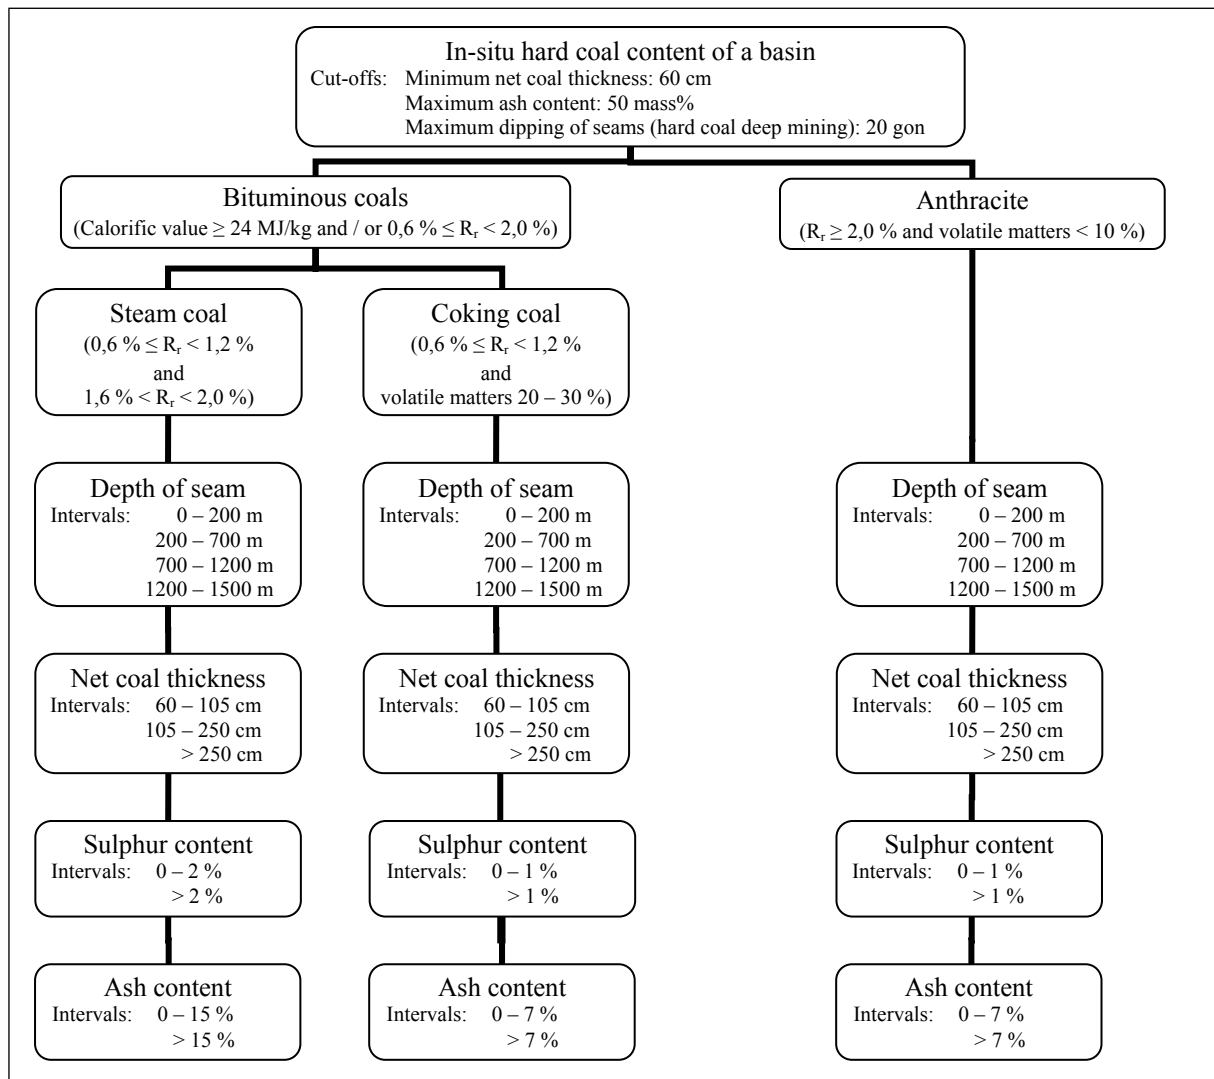 In-situ hard coal content of a basin
Cut-offs: Minimum net coal thickness: 60 cm
Maximum ash content: 50 mass%
Maximum dipping of seams (hard coal deep mining): 20 gon
Bituminous coals
(Calorific value ≥ 24 MJ/kg and / or 0,6 % ≤ Rr < 2,0 %)
Anthracite
(Rr ≥ 2,0 % and volatile matters < 10 %)
Steam coal
(0,6 % ≤ Rr < 1,2 %
and
1,6 % < Rr < 2,0 %)
Coking coal
(0,6 % ≤ Rr < 1,2 %
and
volatile matters 20 – 30 %)
Depth of seam
Intervals: 0 – 200 m
200 – 700 m
700 – 1200 m
1200 – 1500 m
Depth of seam
Intervals: 0 – 200 m
200 – 700 m
700 – 1200 m
1200 – 1500 m
Depth of seam
Intervals: 0 – 200 m
200 – 700 m
700 – 1200 m
1200 – 1500 m
Net coal thickness
Intervals: 60 – 105 cm
105 – 250 cm
> 250 cm
Net coal thickness
Intervals: 60 – 105 cm
105 – 250 cm
> 250 cm
Net coal thickness
Intervals: 60 – 105 cm
105 – 250 cm
> 250 cm
Sulphur content
Intervals: 0 – 2 %
> 2 %
Sulphur content
Intervals: 0 – 1 %
> 1 %
Sulphur content
Intervals: 0 – 1 %
> 1 %
Ash content
Intervals: 0 – 15 %
> 15 %
Ash content
Intervals: 0 – 7 %
> 7 %
Ash content
Intervals: 0 – 7 %
> 7 %